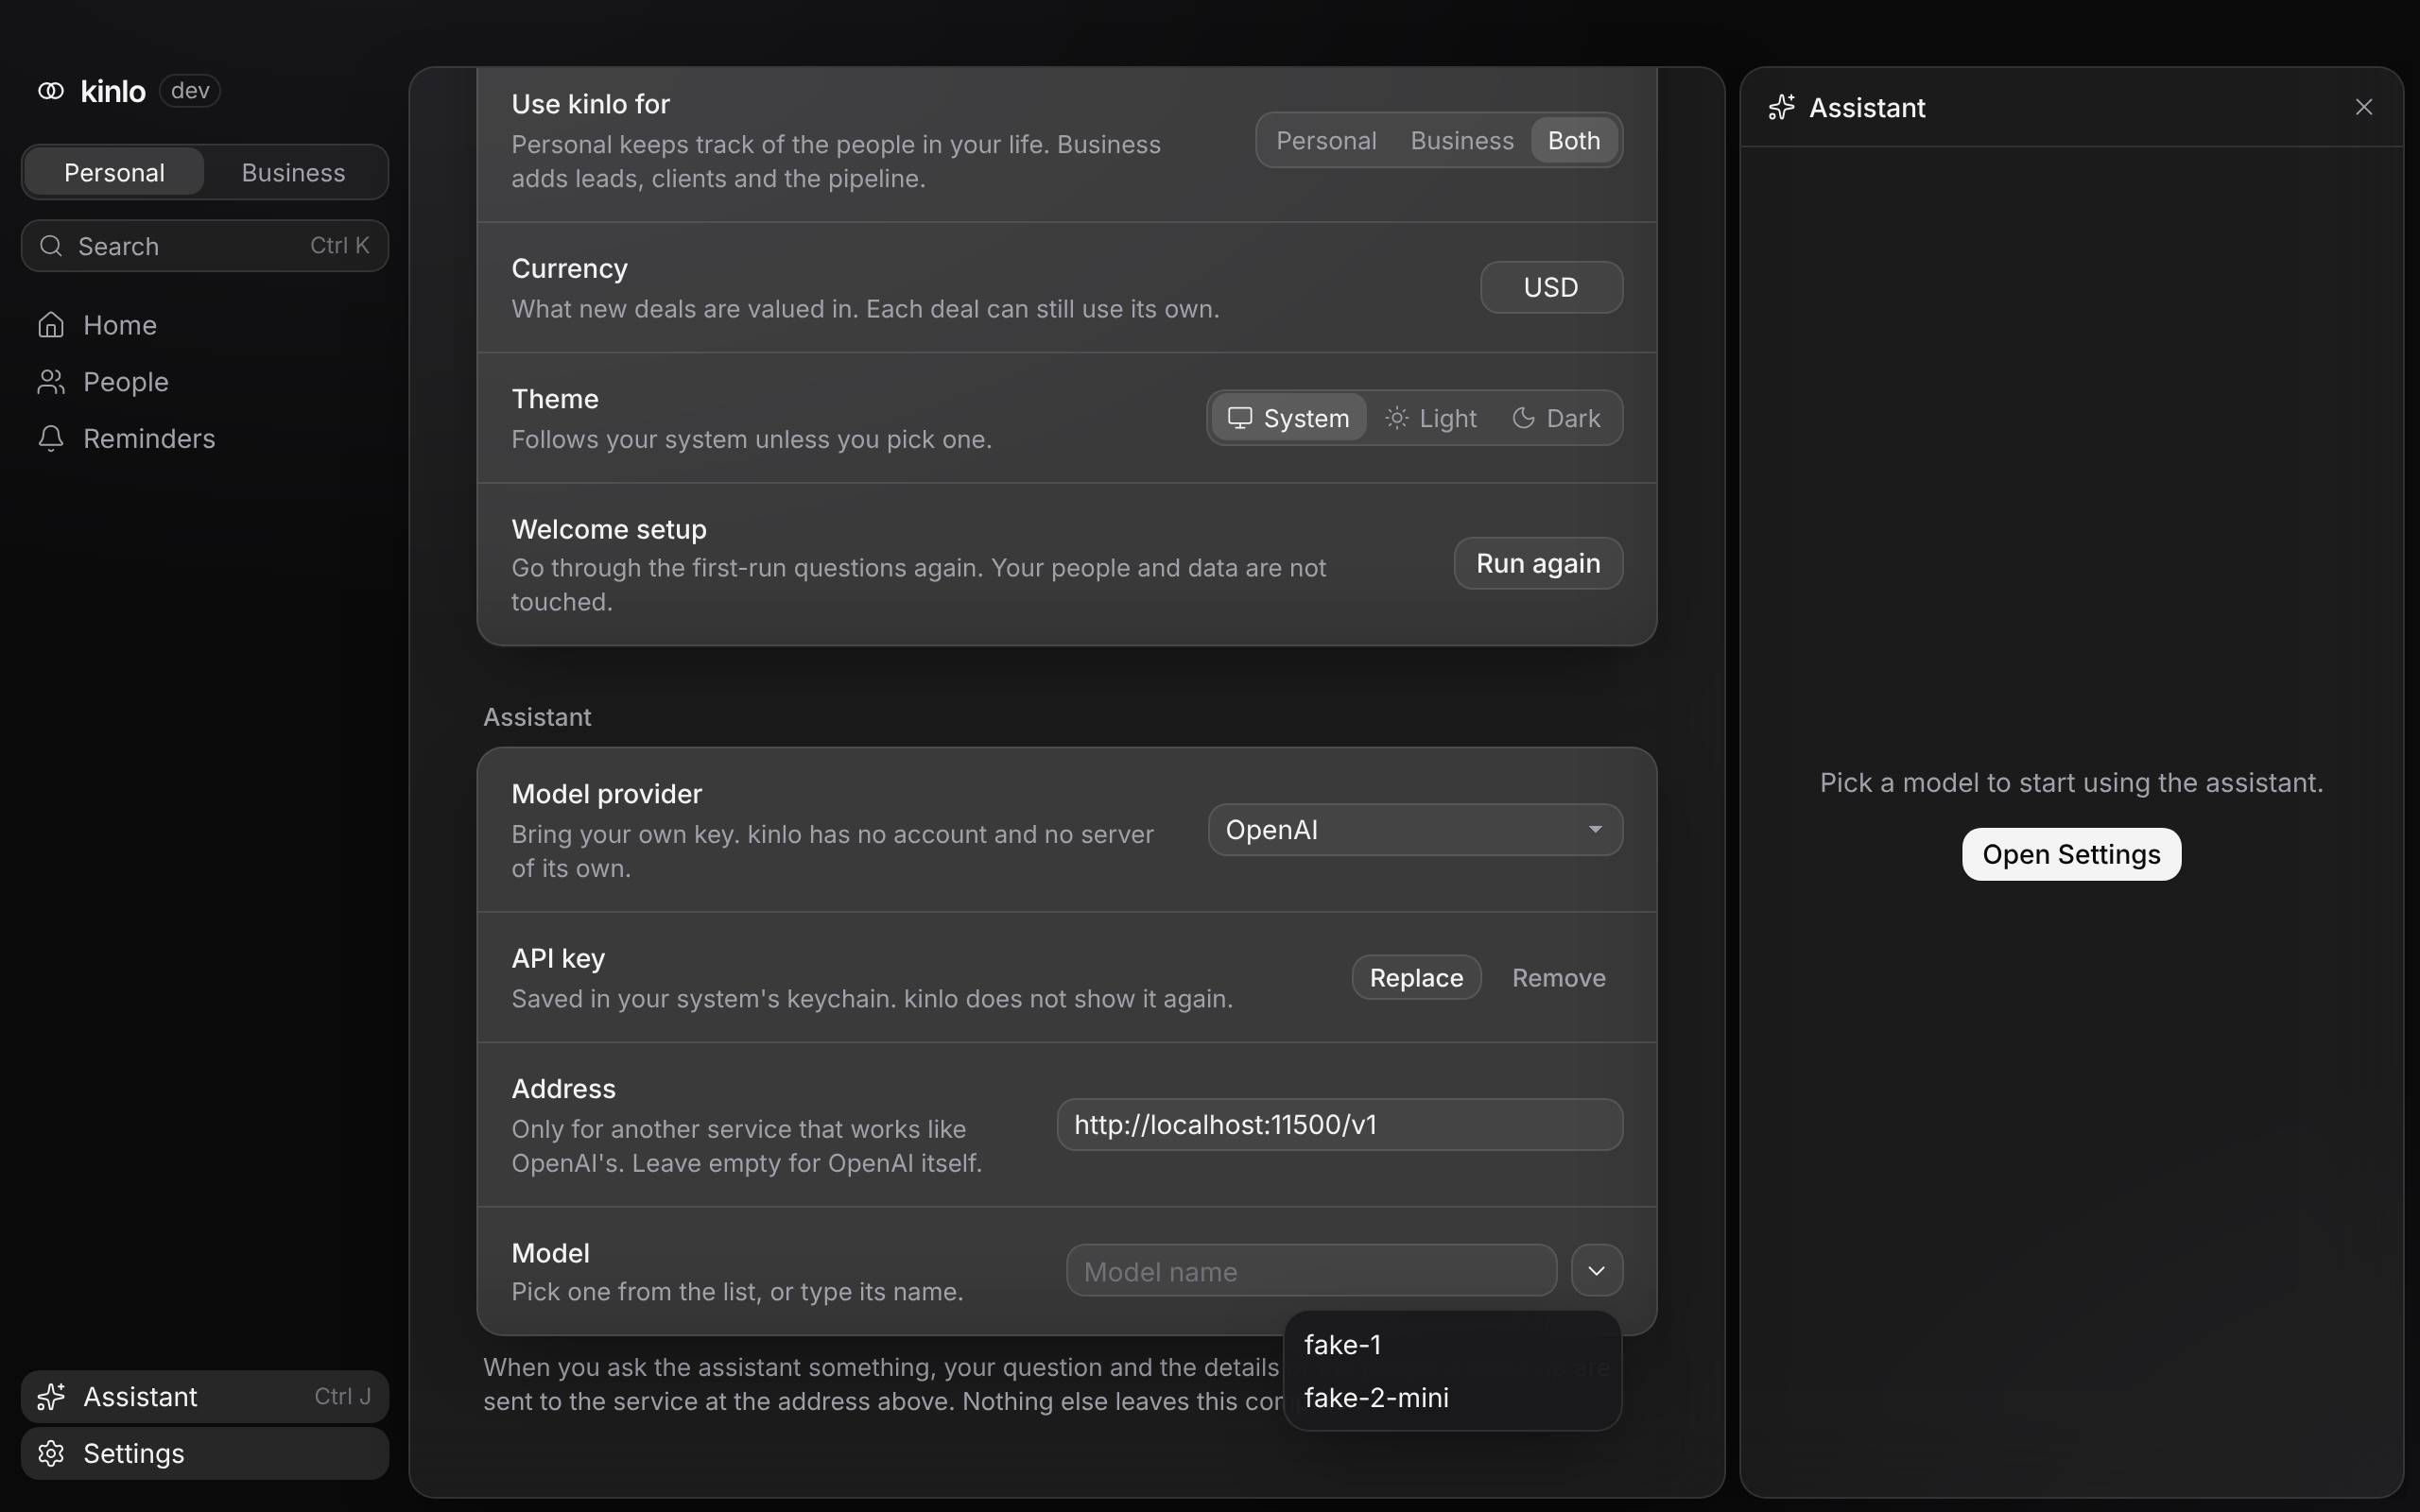 kinlo dev
Personal Business
Search Ctrl K
Home
People
Reminders
Assistant Ctrl J
Settings
Use kinlo for
Personal keeps track of the people in your life. Business
adds leads, clients and the pipeline.
Personal Business Both
Currency
What new deals are valued in. Each deal can still use its own.
USD
Theme
Follows your system unless you pick one.
System Light Dark
Welcome setup
Go through the first-run questions again. Your people and data are not
touched.
Run again
Assistant
Model provider
Bring your own key. kinlo has no account and no server
of its own.
OpenAI
API key
Saved in your system's keychain. kinlo does not show it again.
Replace Remove
Address
Only for another service that works like
OpenAI's. Leave empty for OpenAI itself.
http://localhost:11500/v1
Model
Pick one from the list, or type its name.
Model name
fake-1
fake-2-mini
When you ask the assistant something, your question and the details are
sent to the service at the address above. Nothing else leaves this
Assistant
Pick a model to start using the assistant.
Open Settings